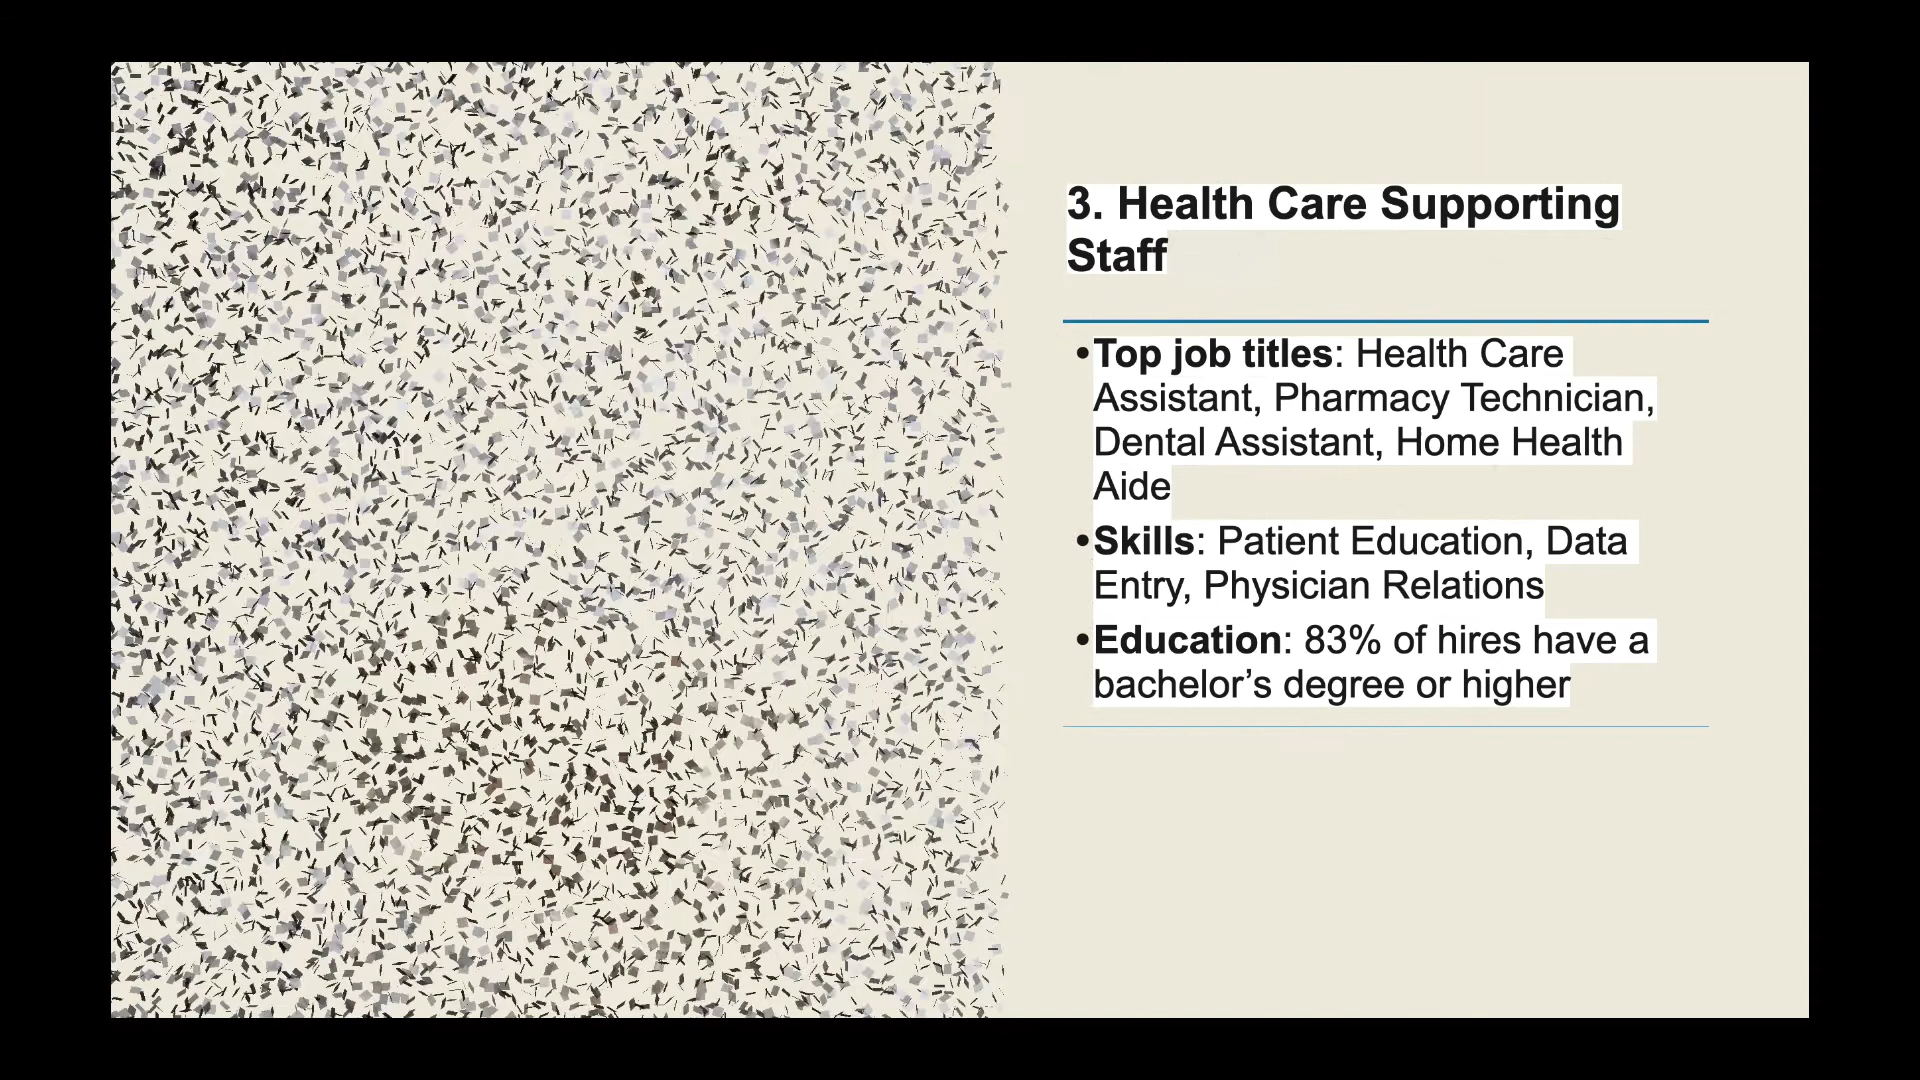 3. Health Care Supporting
Staff
•Top job titles: Health Care
Assistant, Pharmacy Technician,
Dental Assistant, Home Health
Aide
•Skills: Patient Education, Data
Entry, Physician Relations
•Education: 83% of hires have a
bachelor’s degree or higher